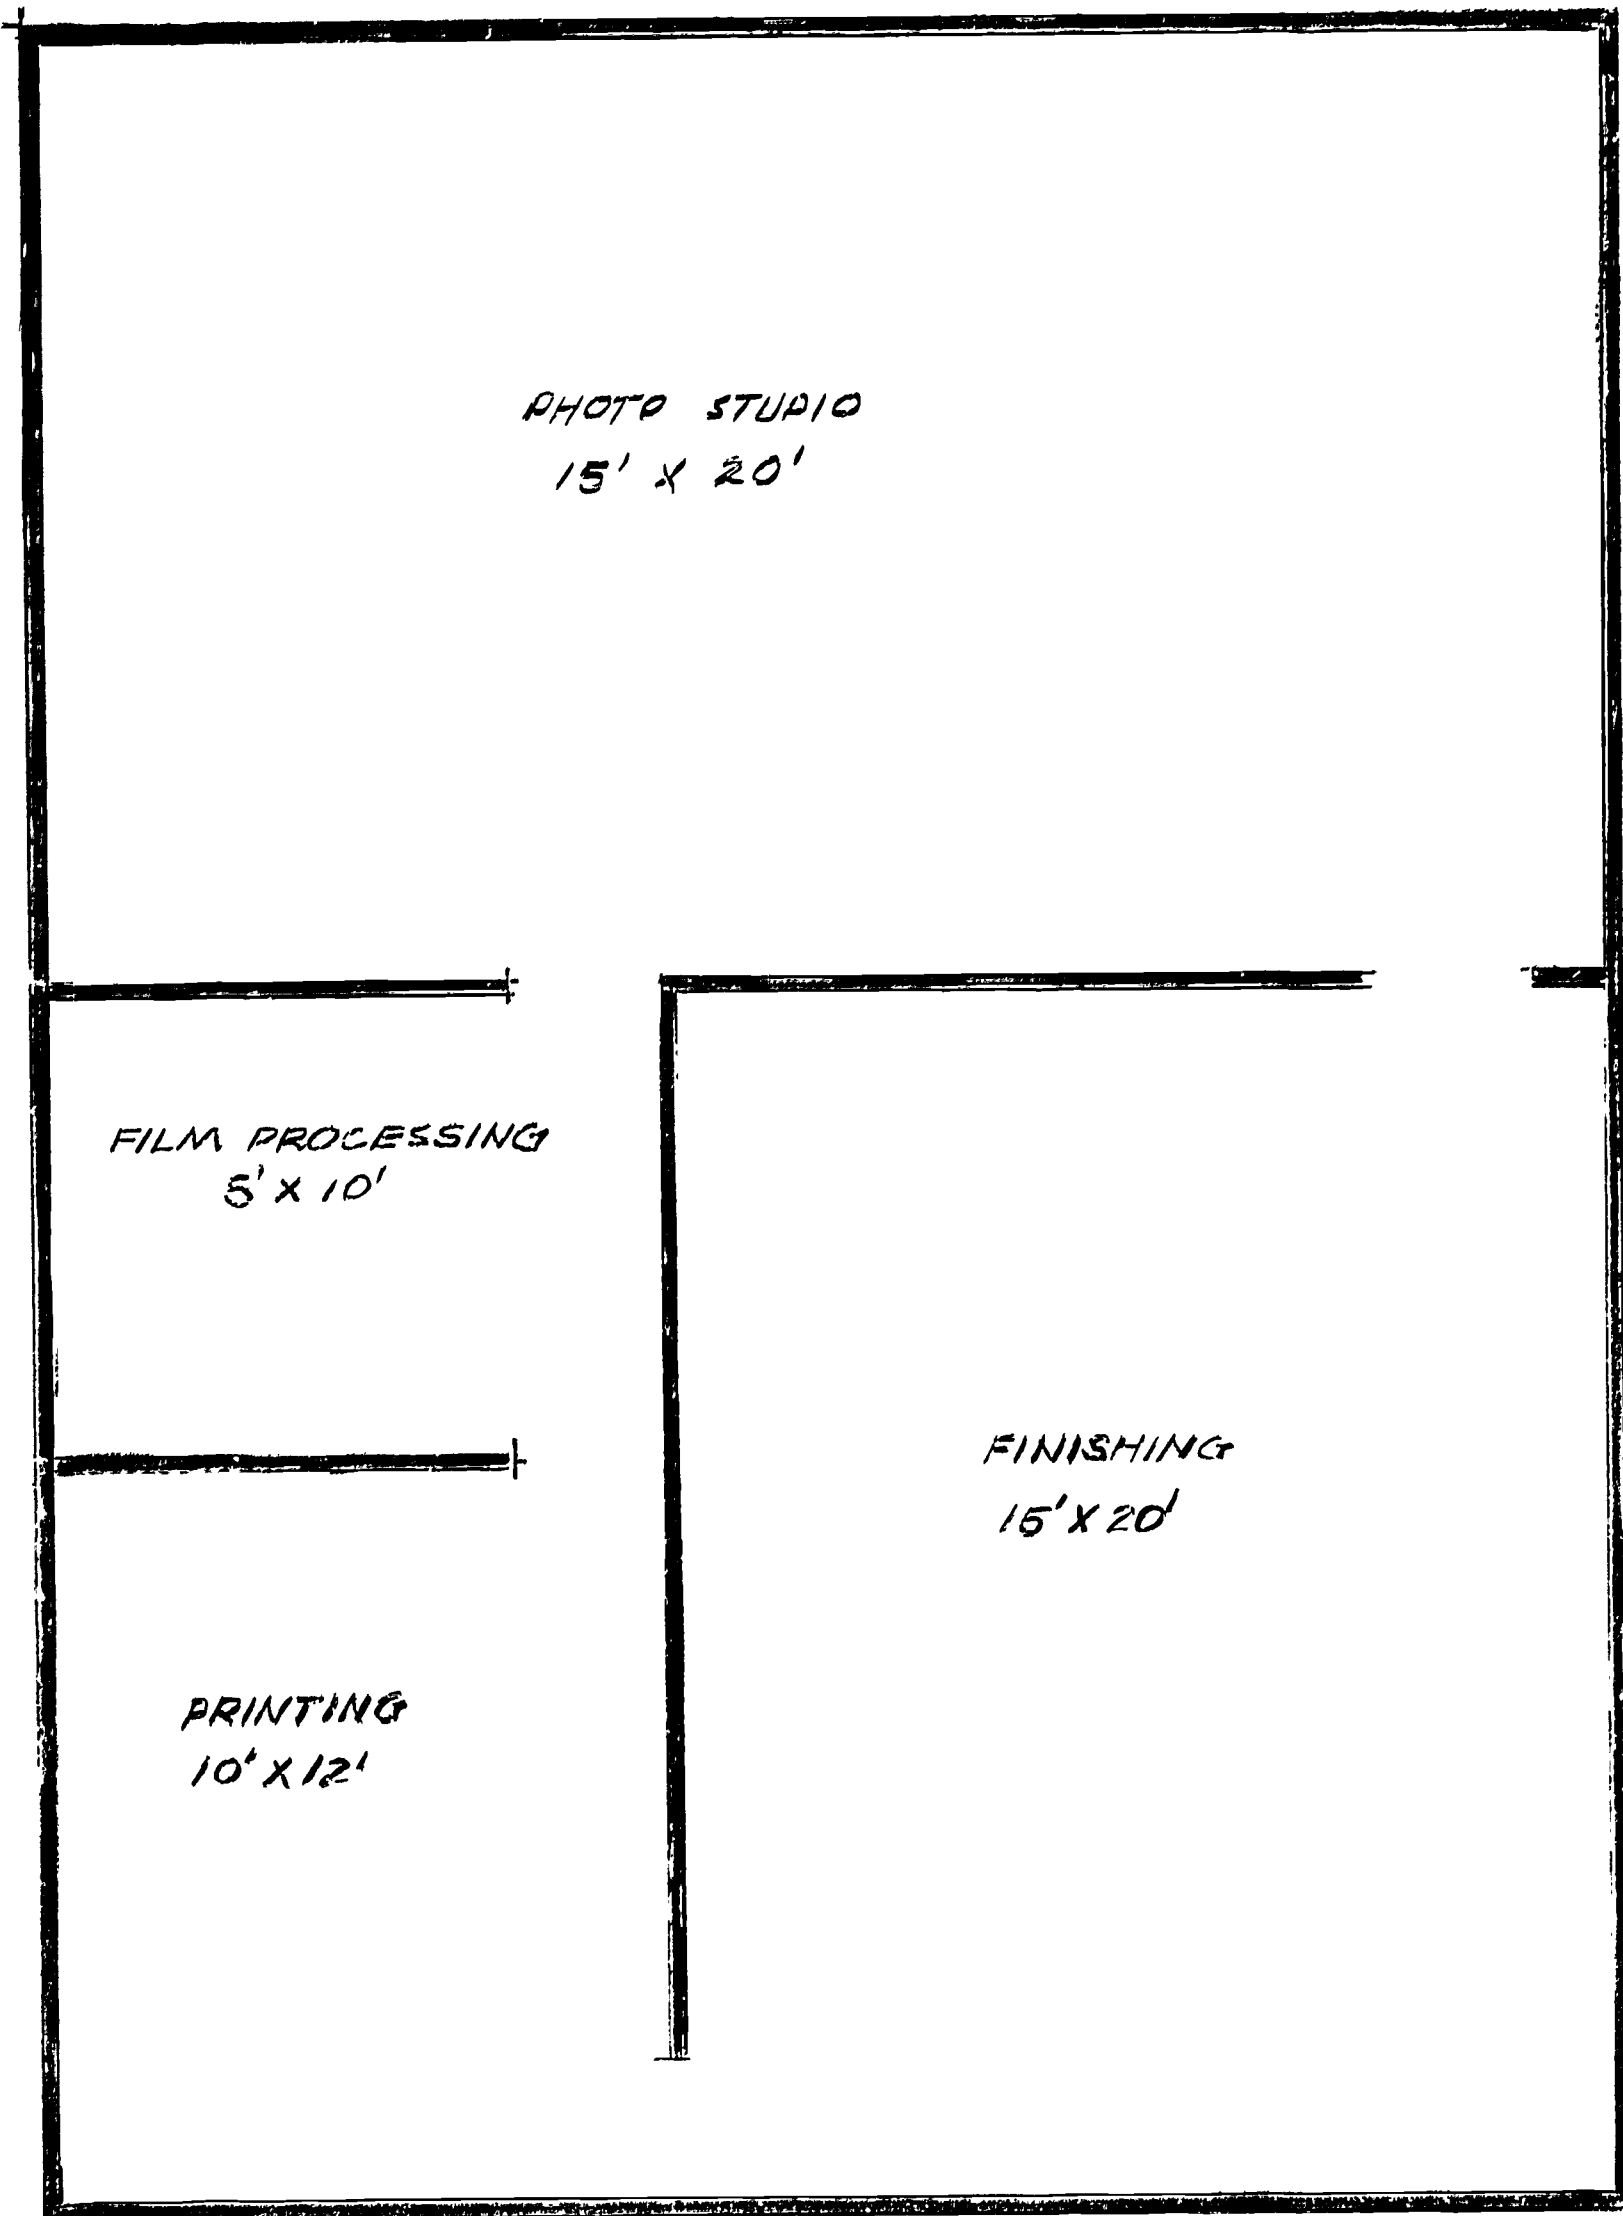 PHOTO STUDIO
15' X 20'
FILM PROCESSING
5' X 10'
FINISHING
15' X 20'
PRINTING
10' X 12'